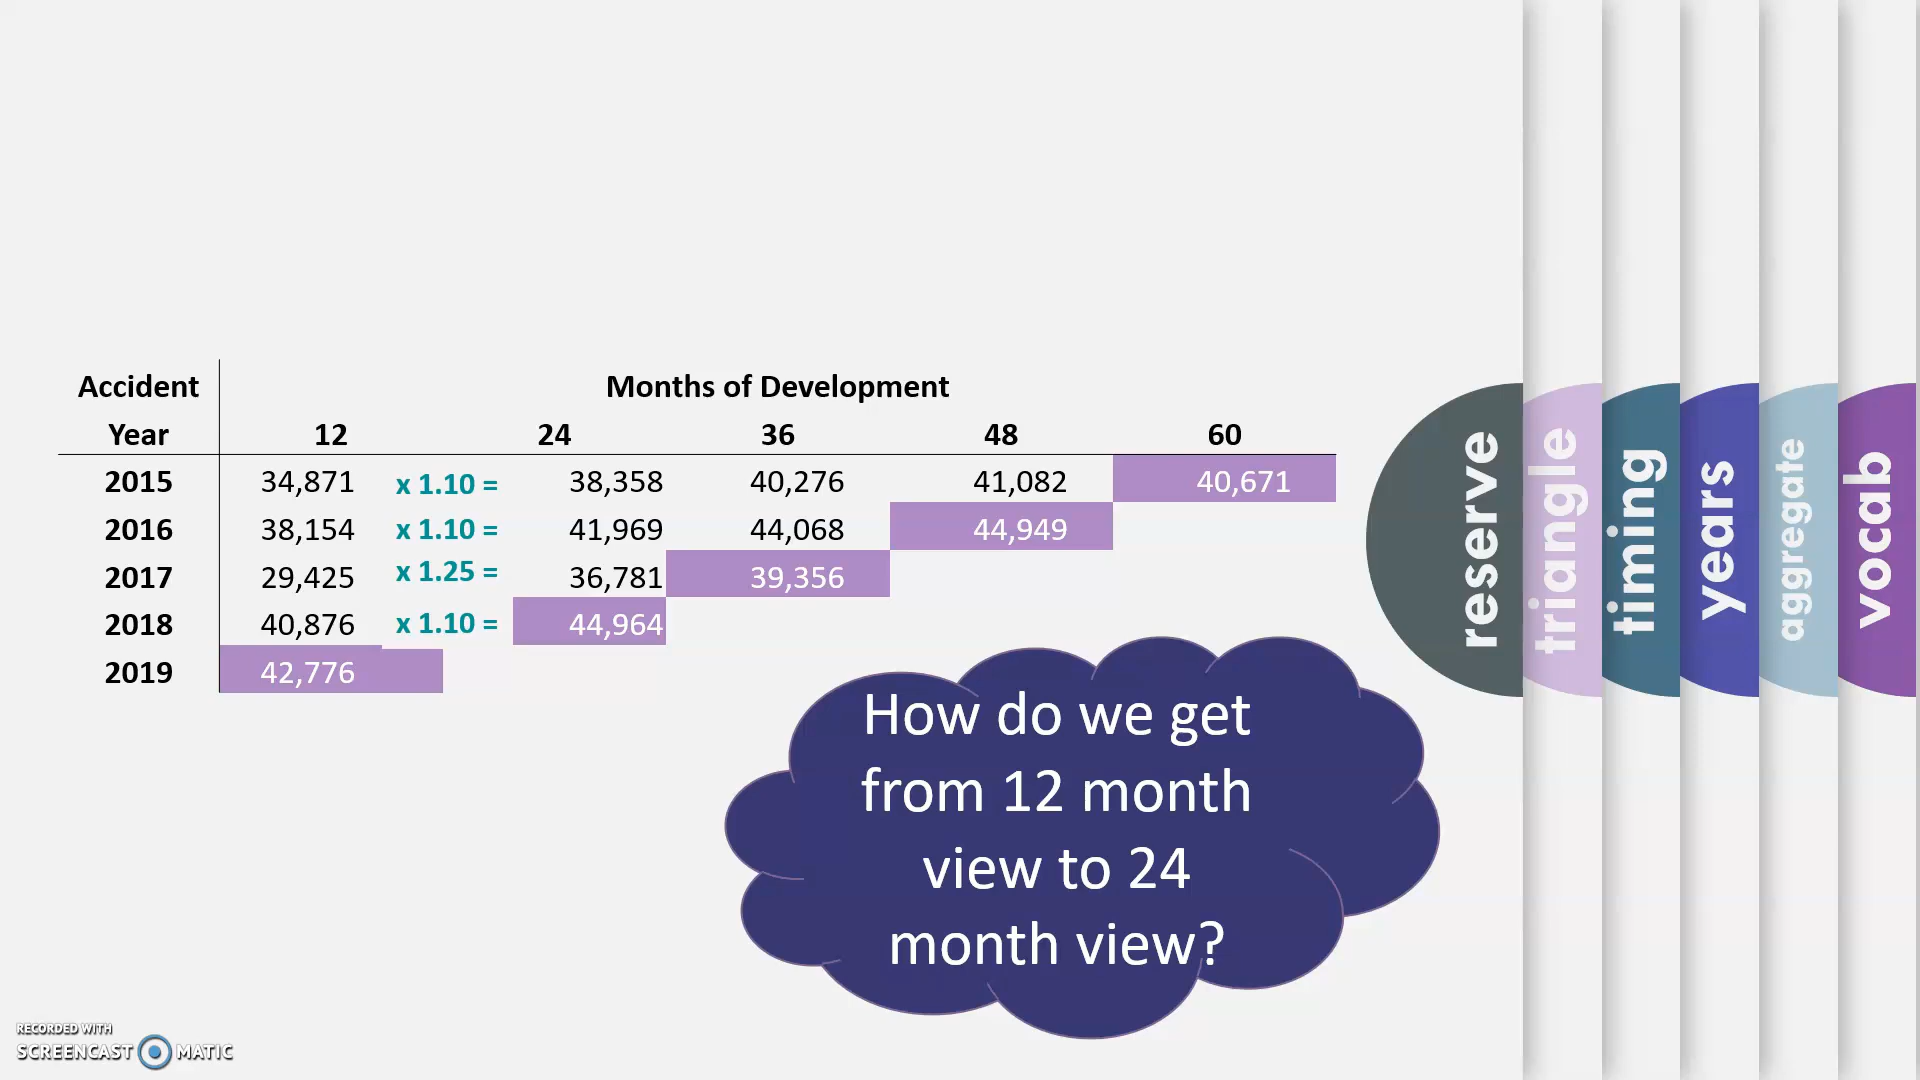 Accident Months of Development
Year 12 24 36 48 60
2015 34,871 x 1.10 = 38,358 40,276 41,082 40,671
2016 38,154 x 1.10 = 41,969 44,068 44,949
2017 29,425 x 1.25 = 36,781 39,356
2018 40,876 x 1.10 = 44,964
2019 42,776
How do we get
from 12 month
view to 24
month view?
reserve
triangle
timing
years
aggregate
vocab
RECORDED WITH
SCREENCAST MATIC